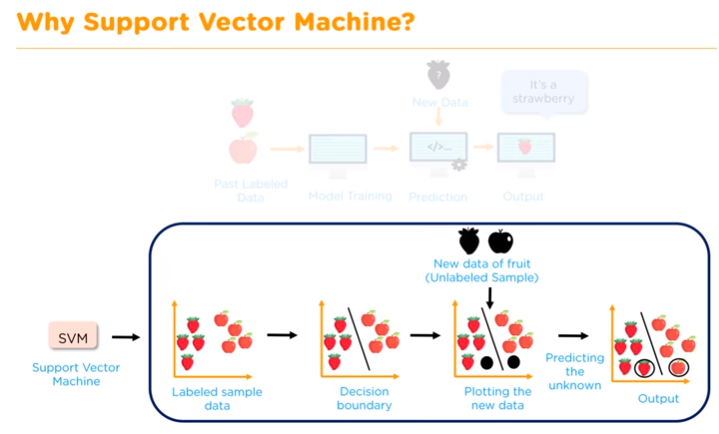 Why Support Vector Machine?
?
New Data
It's a
strawberry
</>...
Past Labeled
Data
Model Training
Prediction
Output
New data of fruit
(Unlabeled Sample)
SVM
Support Vector
Machine
Labeled sample
data
Decision
boundary
Plotting the
new data
Predicting
the
unknown
Output